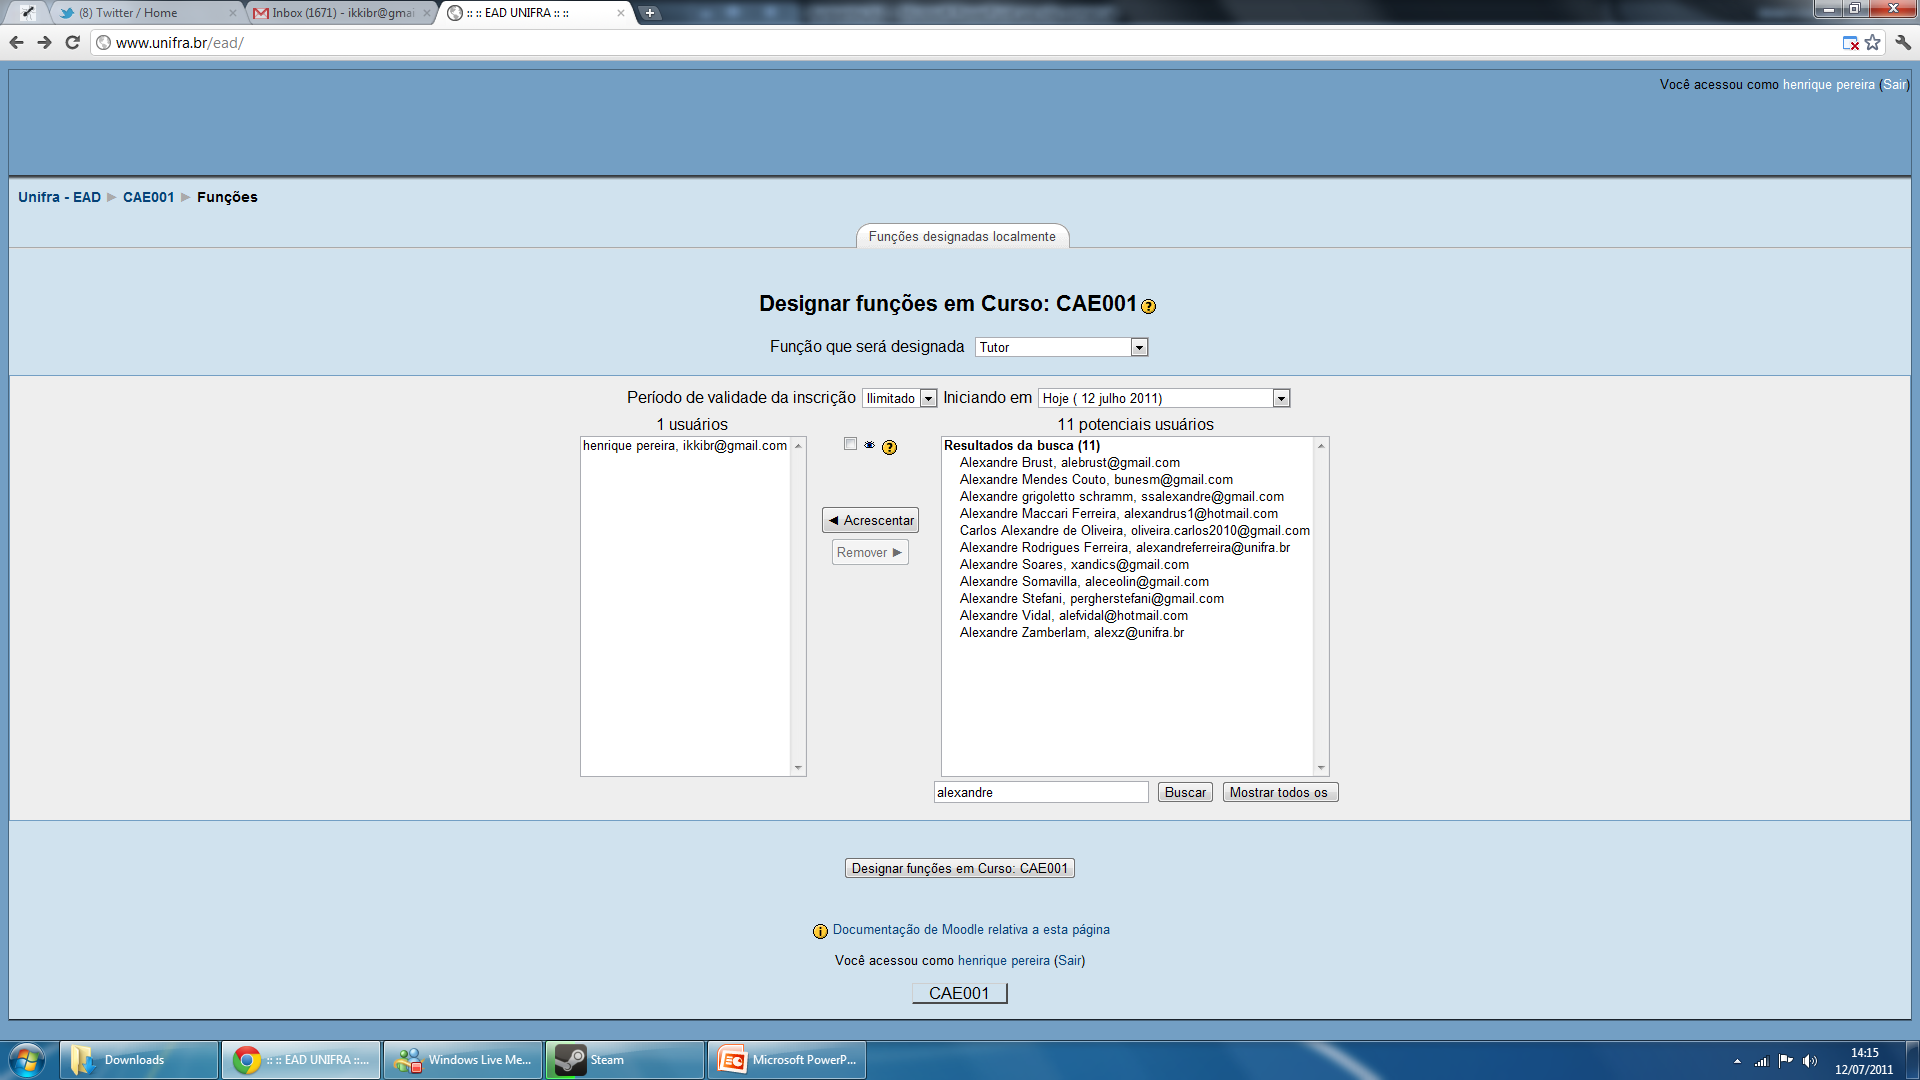 (8) Twitter / Home
Inbox (1671) - ikkibr@gmai
:: :: EAD UNIFRA :: ::
www.unifra.br/ead/
Você acessou como henrique pereira (Sair)
Unifra - EAD ► CAE001 ► Funções
Funções designadas localmente
Designar funções em Curso: CAE001
Função que será designada Tutor
Período de validade da inscrição Ilimitado Iniciando em Hoje ( 12 julho 2011)
1 usuários
11 potenciais usuários
henrique pereira, ikkibr@gmail.com
◄ Acrescentar
Remover ►
Resultados da busca (11)
Alexandre Brust, alebrust@gmail.com
Alexandre Mendes Couto, bunesm@gmail.com
Alexandre grigoletto schramm, ssalexandre@gmail.com
Alexandre Maccari Ferreira, alexandrus1@hotmail.com
Carlos Alexandre de Oliveira, oliveira.carlos2010@gmail.com
Alexandre Rodrigues Ferreira, alexandreferreira@unifra.br
Alexandre Soares, xandics@gmail.com
Alexandre Somavilla, aleceolin@gmail.com
Alexandre Stefani, pergherstefani@gmail.com
Alexandre Vidal, alefvidal@hotmail.com
Alexandre Zamberlam, alexz@unifra.br
alexandre
Buscar
Mostrar todos os
Designar funções em Curso: CAE001
Documentação de Moodle relativa a esta página
Você acessou como henrique pereira (Sair)
CAE001
Downloads
:: :: EAD UNIFRA ::...
Windows Live Me...
Steam
Microsoft PowerP...
14:15
12/07/2011